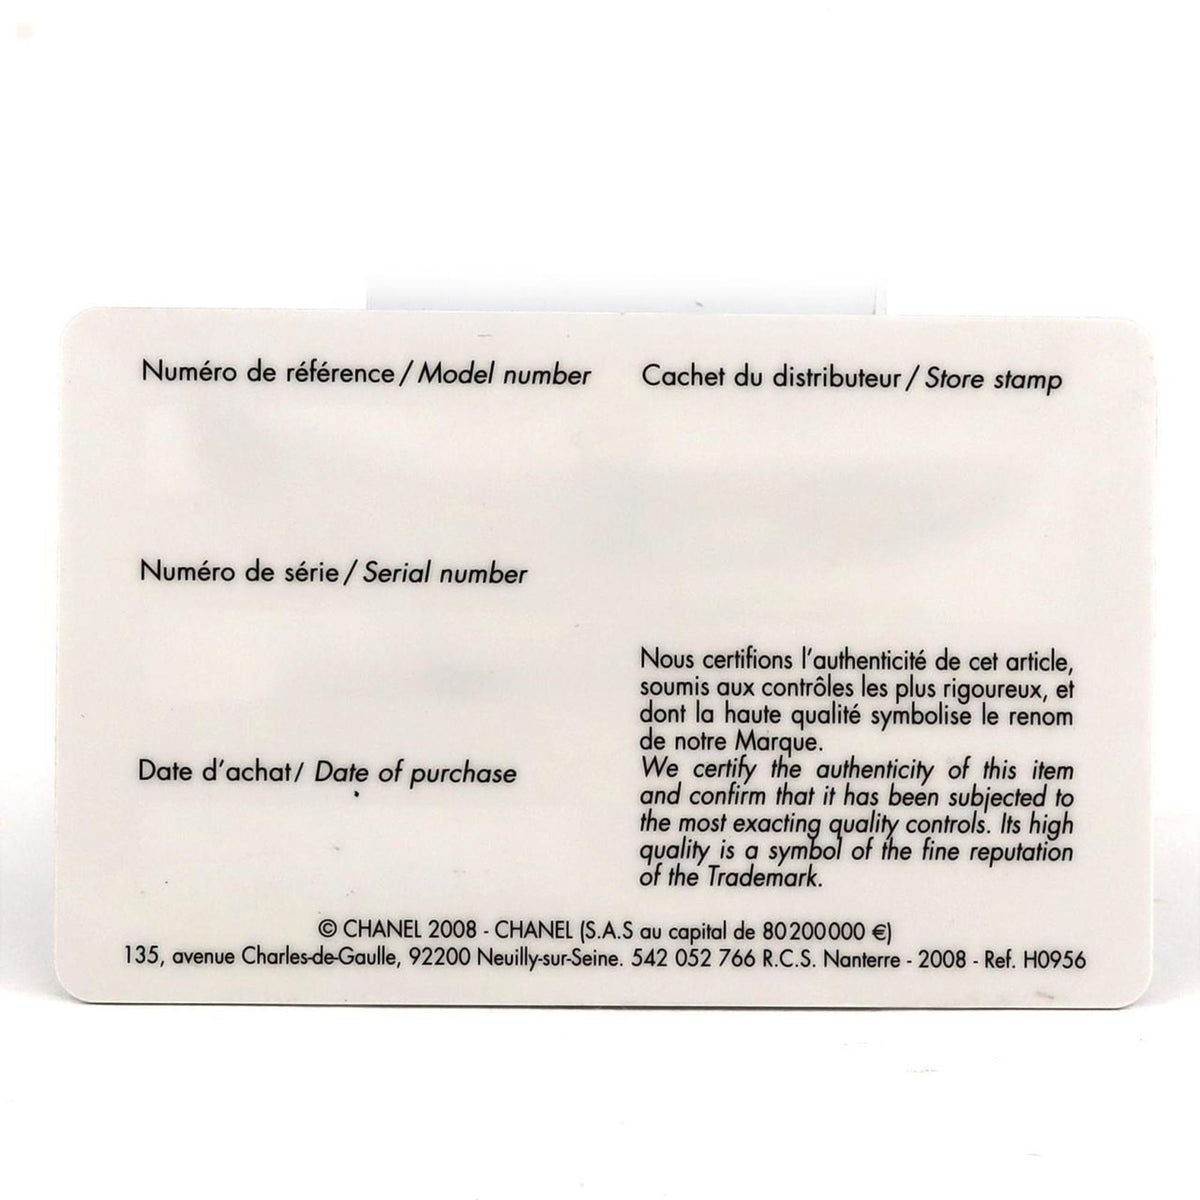 Numéro de référence / Model number
Cachet du distributeur / Store stamp
Numéro de série / Serial number
Date d'achat / Date of purchase
Nous certifions l'authenticité de cet article,
soumis aux contrôles les plus rigoureux, et
dont la haute qualité symbolise le renom
de notre Marque.
We certify the authenticity of this item
and confirm that it has been subjected to
the most exacting quality controls. Its high
quality is a symbol of the fine reputation
of the Trademark.
© CHANEL 2008 - CHANEL (S.A.S au capital de 80 200 000 €)
135, avenue Charles-de-Gaulle, 92200 Neuilly-sur-Seine. 542 052 766 R.C.S. Nanterre - 2008 - Ref. H0956